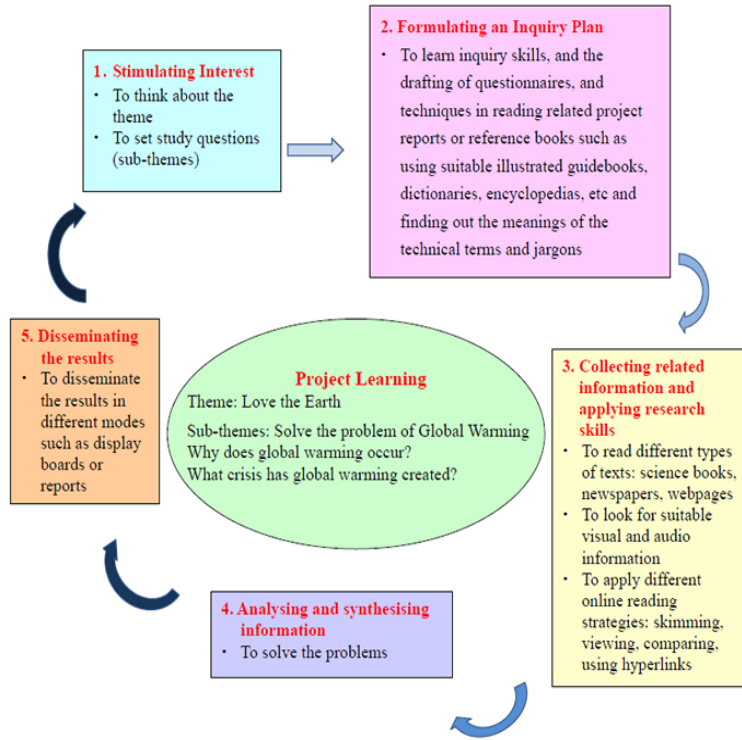 1. Stimulating Interest
• To think about the
theme
• To set study questions
(sub-themes)
2. Formulating an Inquiry Plan
• To learn inquiry skills, and the
drafting of questionnaires, and
techniques in reading related project
reports or reference books such as
using suitable illustrated guidebooks,
dictionaries, encyclopedias, etc and
finding out the meanings of the
technical terms and jargons
3. Collecting related
information and
applying research
skills
• To read different types
of texts: science books,
newspapers, webpages
• To look for suitable
visual and audio
information
• To apply different
online reading
strategies: skimming,
viewing, comparing,
using hyperlinks
4. Analysing and synthesising
information
• To solve the problems
5. Disseminating
the results
• To disseminate
the results in
different modes
such as display
boards or
reports
Project Learning
Theme: Love the Earth
Sub-themes: Solve the problem of Global Warming
Why does global warming occur?
What crisis has global warming created?